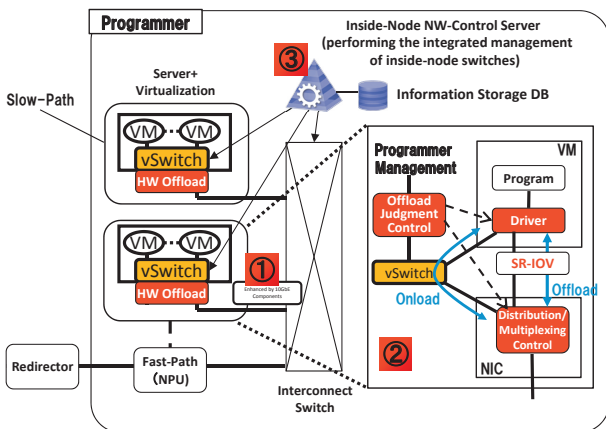 Programmer
Inside-Node NW-Control Server
(performing the integrated management
of inside-node switches)
③
Server+
Virtualization
Information Storage DB
Slow-Path
VM
VM
vSwitch
HW Offload
VM
VM
vSwitch
HW Offload
①
Enhanced by 10GbE
Components
Redirector
Fast-Path
(NPU)
Interconnect
Switch
Programmer
Management
VM
Program
Offload
Judgment
Control
Driver
SR-IOV
vSwitch
Onload
Offload
Distribution/
Multiplexing
Control
②
NIC